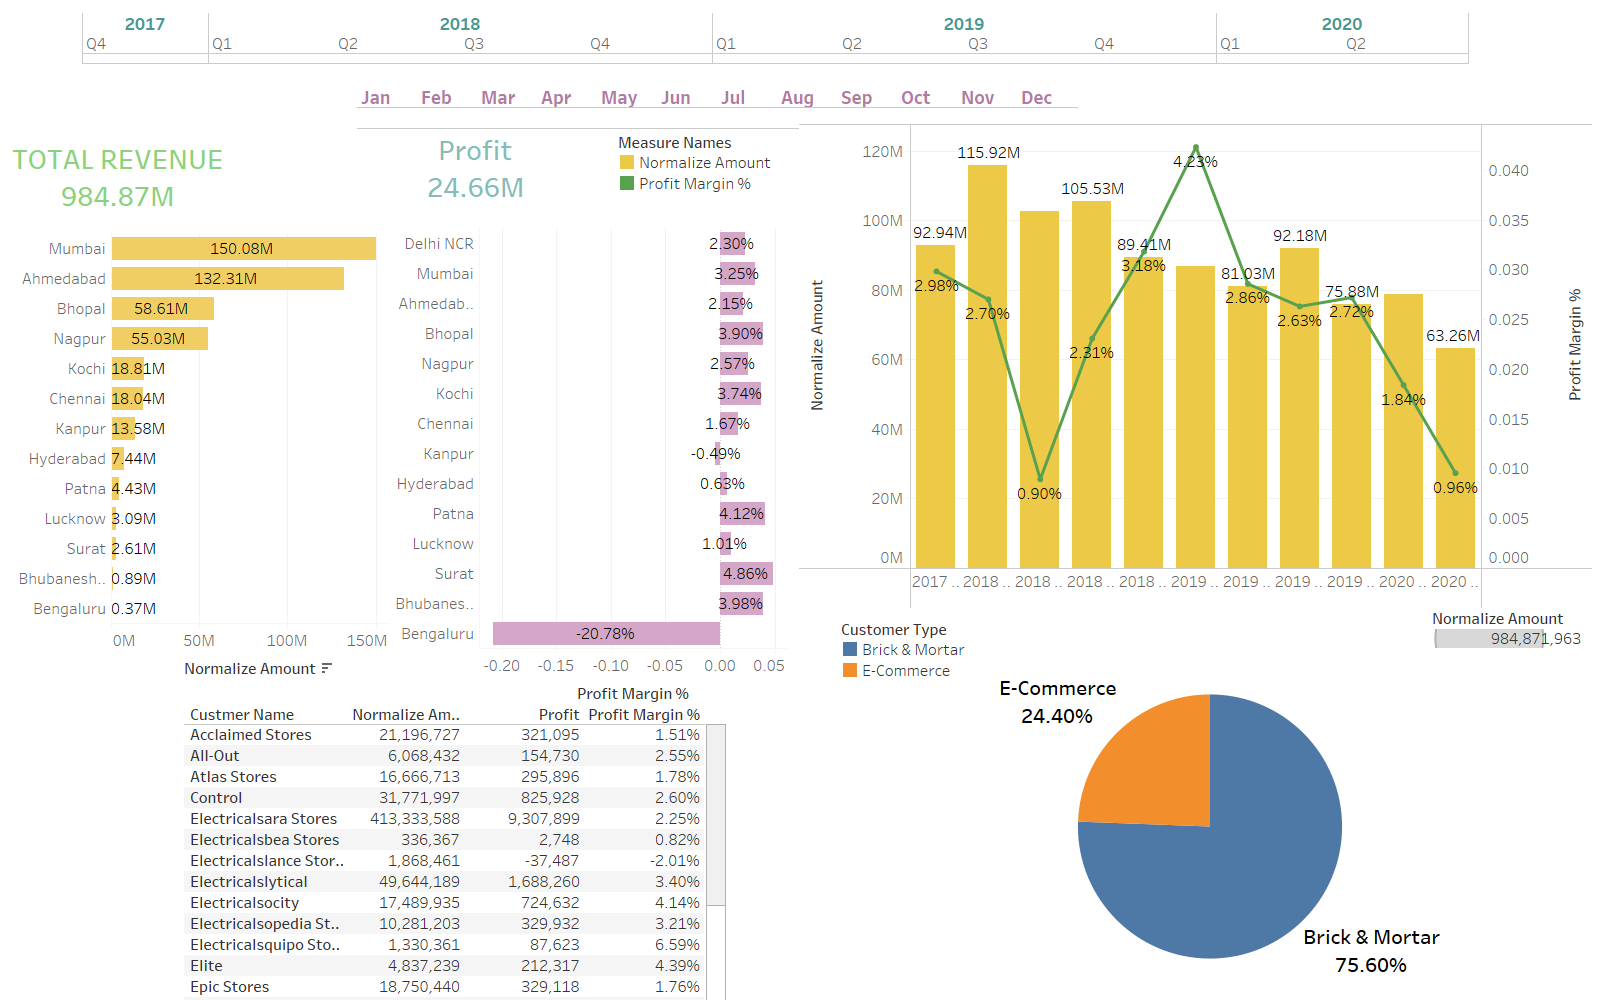 2017 2018 2019 2020
Q4 Q1 Q2 Q3 Q4 Q1 Q2 Q3 Q4 Q1 Q2
Jan Feb Mar Apr May Jun Jul Aug Sep Oct Nov Dec
TOTAL REVENUE
984.87M
Profit
24.66M
Measure Names
Normalize Amount
Profit Margin %
Mumbai 150.08M
Ahmedabad 132.31M
Bhopal 58.61M
Nagpur 55.03M
Kochi 18.81M
Chennai 18.04M
Kanpur 13.58M
Hyderabad 7.44M
Patna 4.43M
Lucknow 3.09M
Surat 2.61M
Bhubanesh.. 0.89M
Bengaluru 0.37M
0M 50M 100M 150M
Normalize Amount
Delhi NCR 2.30%
Mumbai 3.25%
Ahmedab.. 2.15%
Bhopal 3.90%
Nagpur 2.57%
Kochi 3.74%
Chennai 1.67%
Kanpur -0.49%
Hyderabad 0.63%
Patna 4.12%
Lucknow 1.01%
Surat 4.86%
Bhubanes.. 3.98%
Bengaluru -20.78%
-0.20 -0.15 -0.10 -0.05 0.00 0.05
Profit Margin %
Normalize Amount
120M
100M
80M
60M
40M
20M
0M
92.94M 115.92M 105.53M 89.41M 81.03M 92.18M 75.88M 63.26M
2.98% 2.70% 0.90% 2.31% 3.18% 4.23% 2.86% 2.63% 2.72% 1.84% 0.96%
0.040
0.035
0.030
0.025
0.020
0.015
0.010
0.005
0.000
Profit Margin %
2017 .. 2018 .. 2018 .. 2018 .. 2018 .. 2019 .. 2019 .. 2019 .. 2019 .. 2020 .. 2020 ..
Custmer Name Normalize Am.. Profit Profit Margin %
Acclaimed Stores 21,196,727 321,095 1.51%
All-Out 6,068,432 154,730 2.55%
Atlas Stores 16,666,713 295,896 1.78%
Control 31,771,997 825,928 2.60%
Electricalsara Stores 413,333,588 9,307,899 2.25%
Electricalsbea Stores 336,367 2,748 0.82%
Electricalslance Stor.. 1,868,461 -37,487 -2.01%
Electricalslytical 49,644,189 1,688,260 3.40%
Electricalsocity 17,489,935 724,632 4.14%
Electricalsopedia St.. 10,281,203 329,932 3.21%
Electricalsquipo Sto.. 1,330,361 87,623 6.59%
Elite 4,837,239 212,317 4.39%
Epic Stores 18,750,440 329,118 1.76%
Customer Type
Brick & Mortar
E-Commerce
Normalize Amount
984,871,963
E-Commerce
24.40%
Brick & Mortar
75.60%